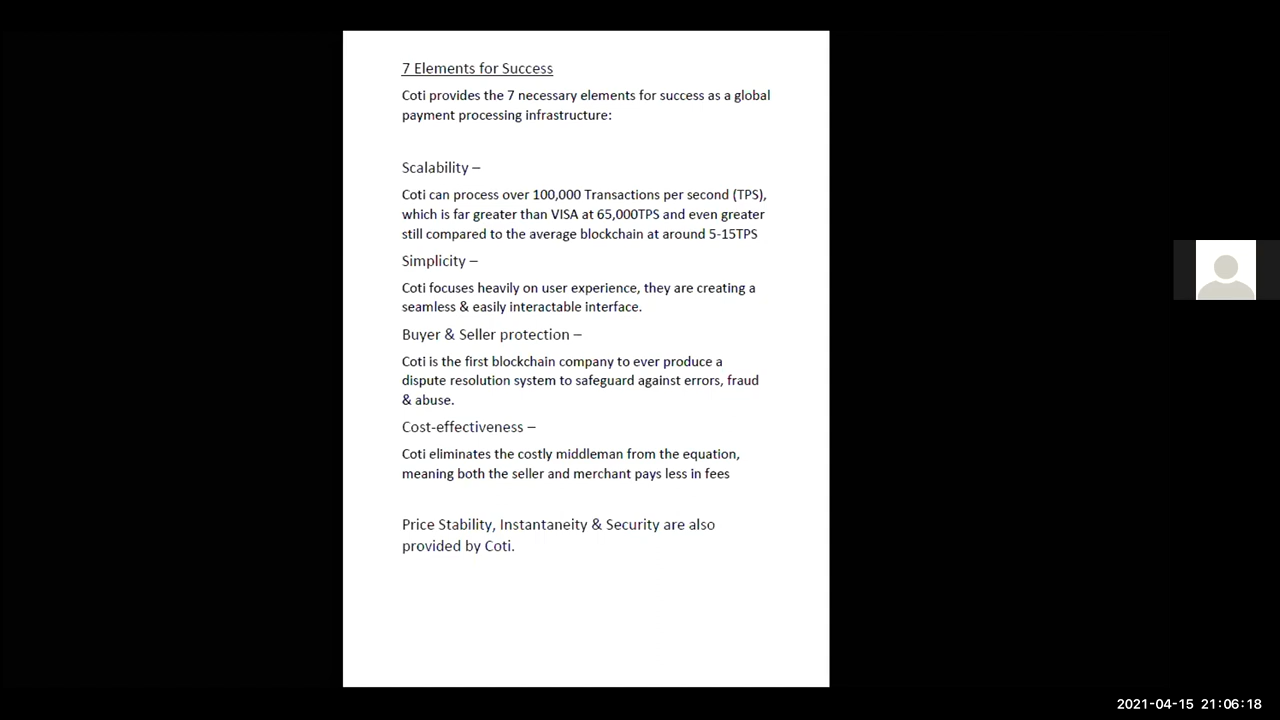 7 Elements for Success
Coti provides the 7 necessary elements for success as a global
payment processing infrastructure:
Scalability –
Coti can process over 100,000 Transactions per second (TPS),
which is far greater than VISA at 65,000TPS and even greater
still compared to the average blockchain at around 5-15TPS
Simplicity –
Coti focuses heavily on user experience, they are creating a
seamless & easily interactable interface.
Buyer & Seller protection –
Coti is the first blockchain company to ever produce a
dispute resolution system to safeguard against errors, fraud
& abuse.
Cost-effectiveness –
Coti eliminates the costly middleman from the equation,
meaning both the seller and merchant pays less in fees
Price Stability, Instantaneity & Security are also
provided by Coti.
2021-04-15 21:06:18